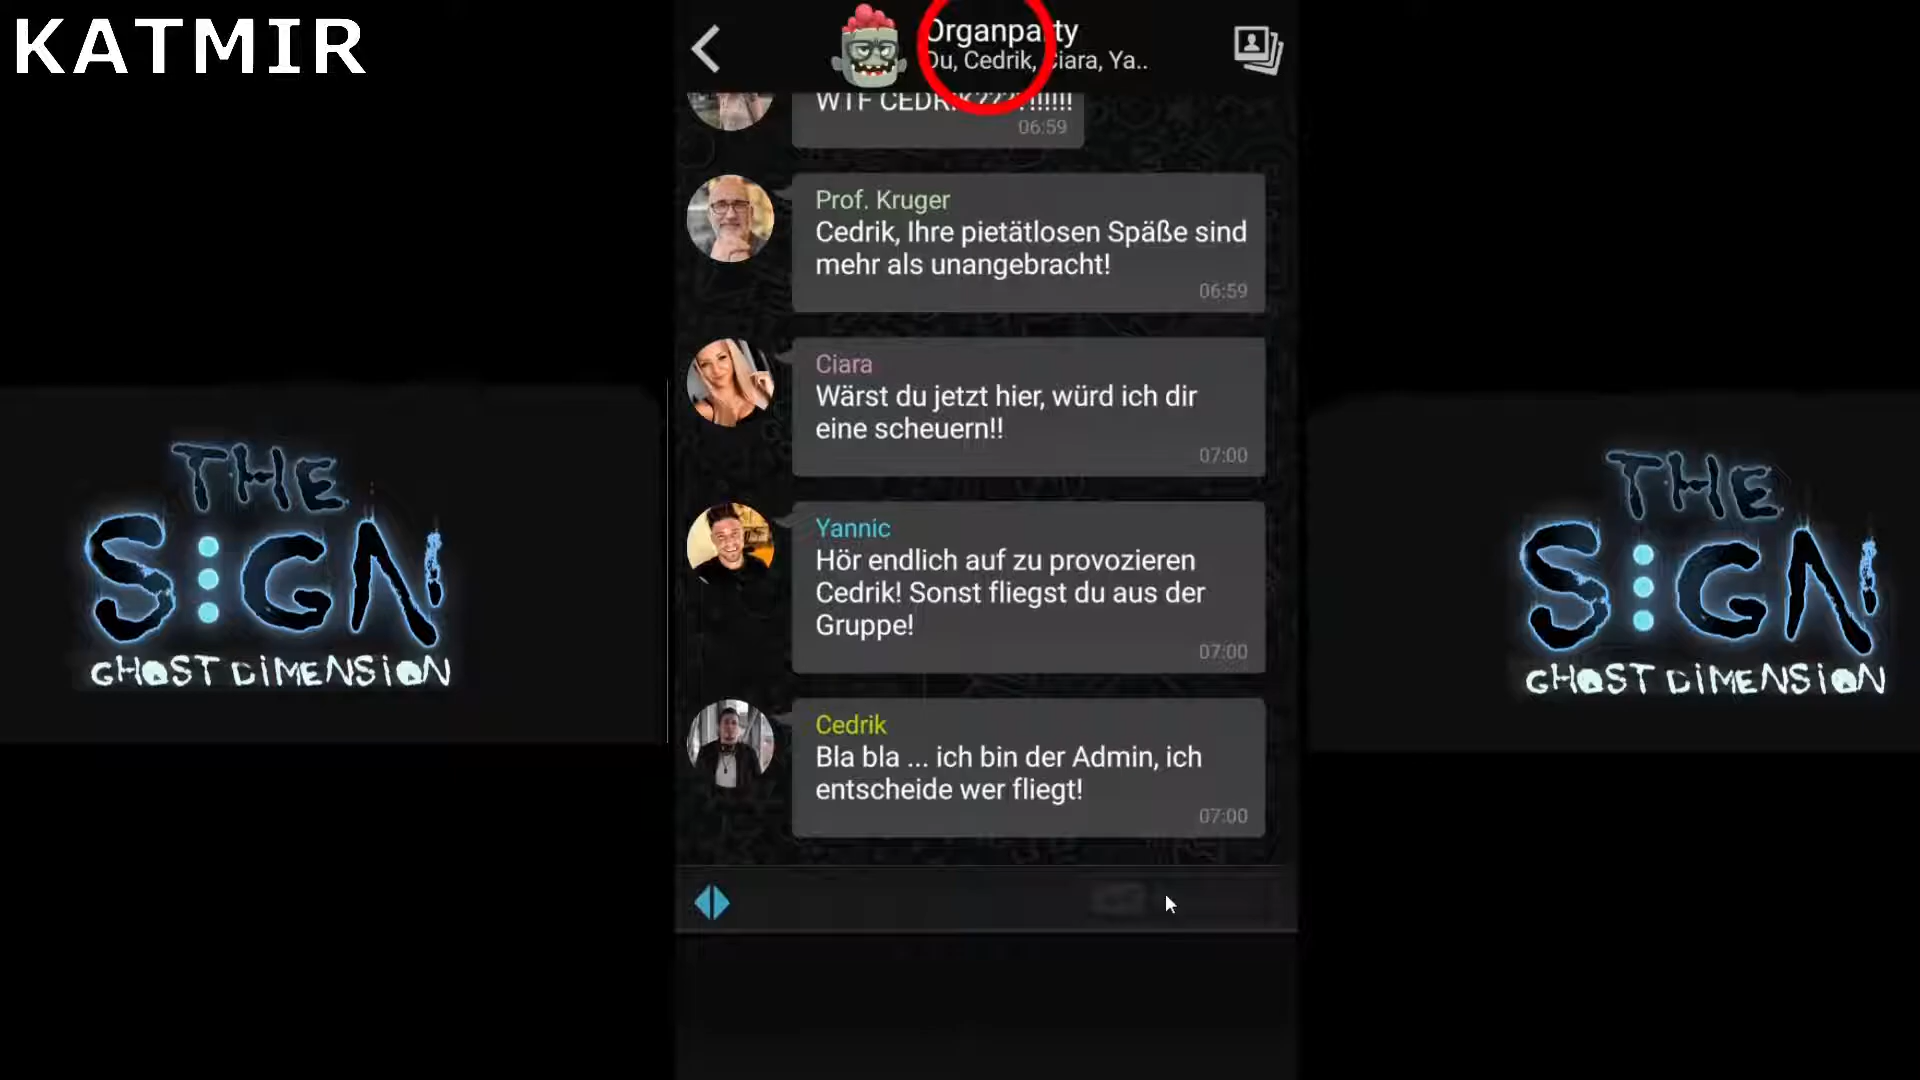 KATMIR
Organparty
Du, Cedrik, Ciara, Ya..
WTF CEDRIK????!!!!!!!
06:59
Prof. Kruger
Cedrik, Ihre pietätlosen Späße sind
mehr als unangebracht!
06:59
Ciara
Wärst du jetzt hier, würd ich dir
eine scheuern!!
07:00
Yannic
Hör endlich auf zu provozieren
Cedrik! Sonst fliegst du aus der
Gruppe!
07:00
Cedrik
Bla bla ... ich bin der Admin, ich
entscheide wer fliegt!
07:00
THE
SIGN
GHOST DiMENSiON
THE
SIGN
GHOST DiMENSiON